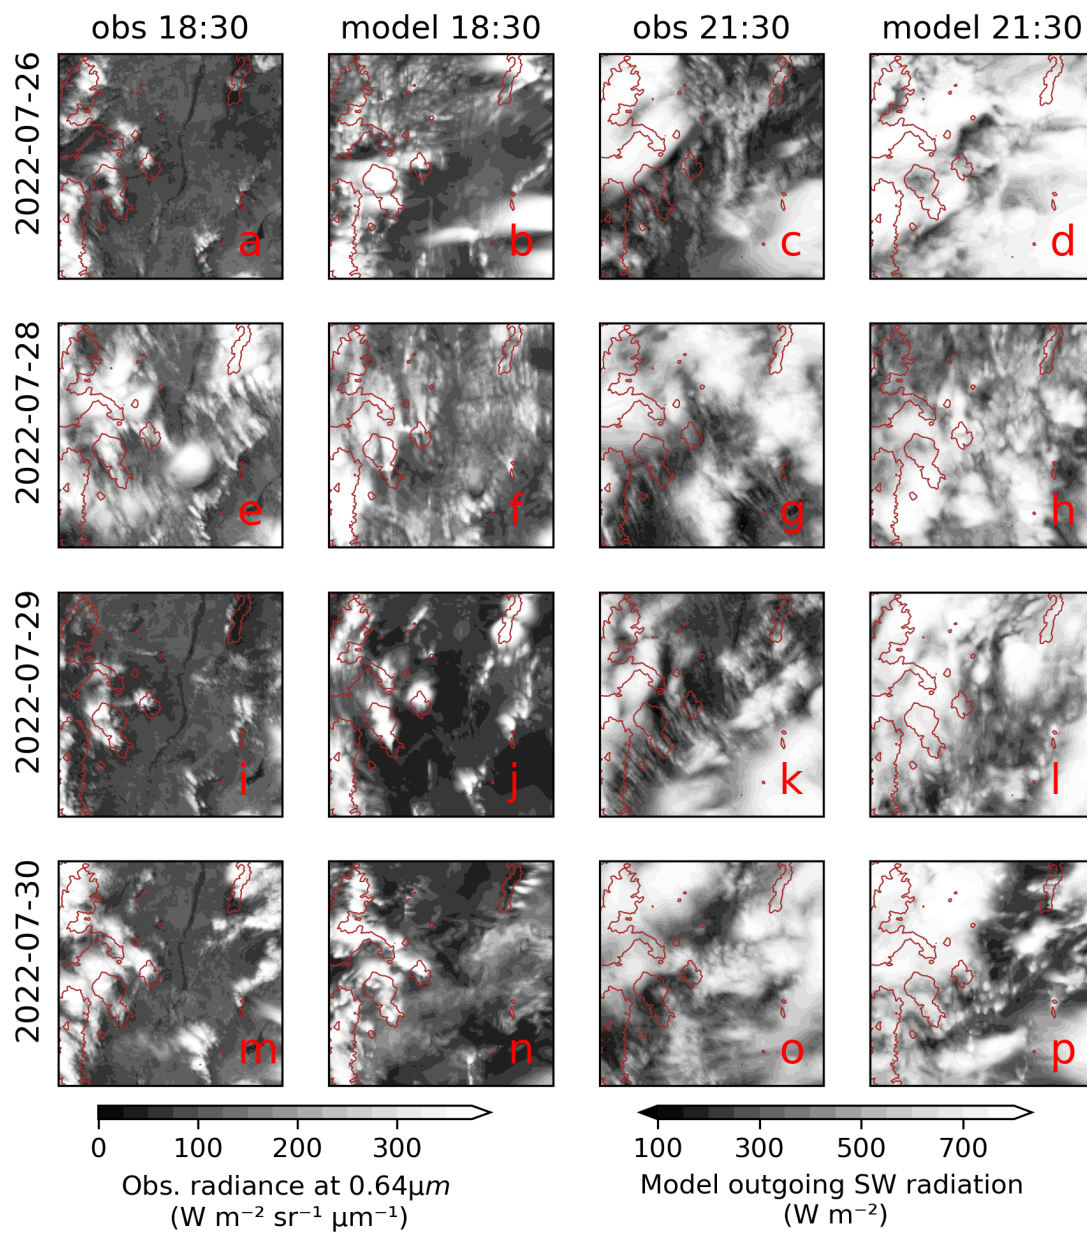 obs 18:30 model 18:30 obs 21:30 model 21:30
2022-07-26
a b c d
2022-07-28
e f g h
2022-07-29
i j k l
2022-07-30
m n o p
0 100 200 300
100 300 500 700
Obs. radiance at 0.64μm
(W m⁻² sr⁻¹ μm⁻¹)
Model outgoing SW radiation
(W m⁻²)